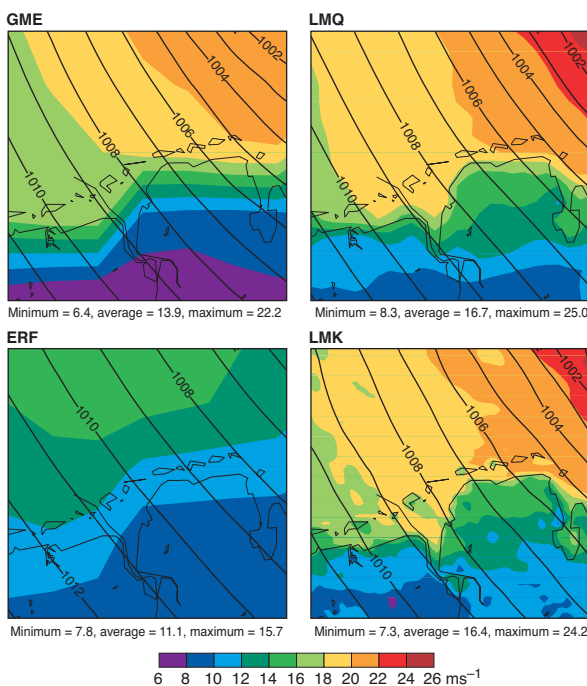 GME
1002
1004
1006
1008
1010
Minimum = 6.4, average = 13.9, maximum = 22.2
LMQ
1002
1004
1006
1008
1010
Minimum = 8.3, average = 16.7, maximum = 25.0
ERF
1008
1010
1012
Minimum = 7.8, average = 11.1, maximum = 15.7
LMK
1002
1004
1006
1008
1010
Minimum = 7.3, average = 16.4, maximum = 24.2
6 8 10 12 14 16 18 20 22 24 26 ms⁻¹